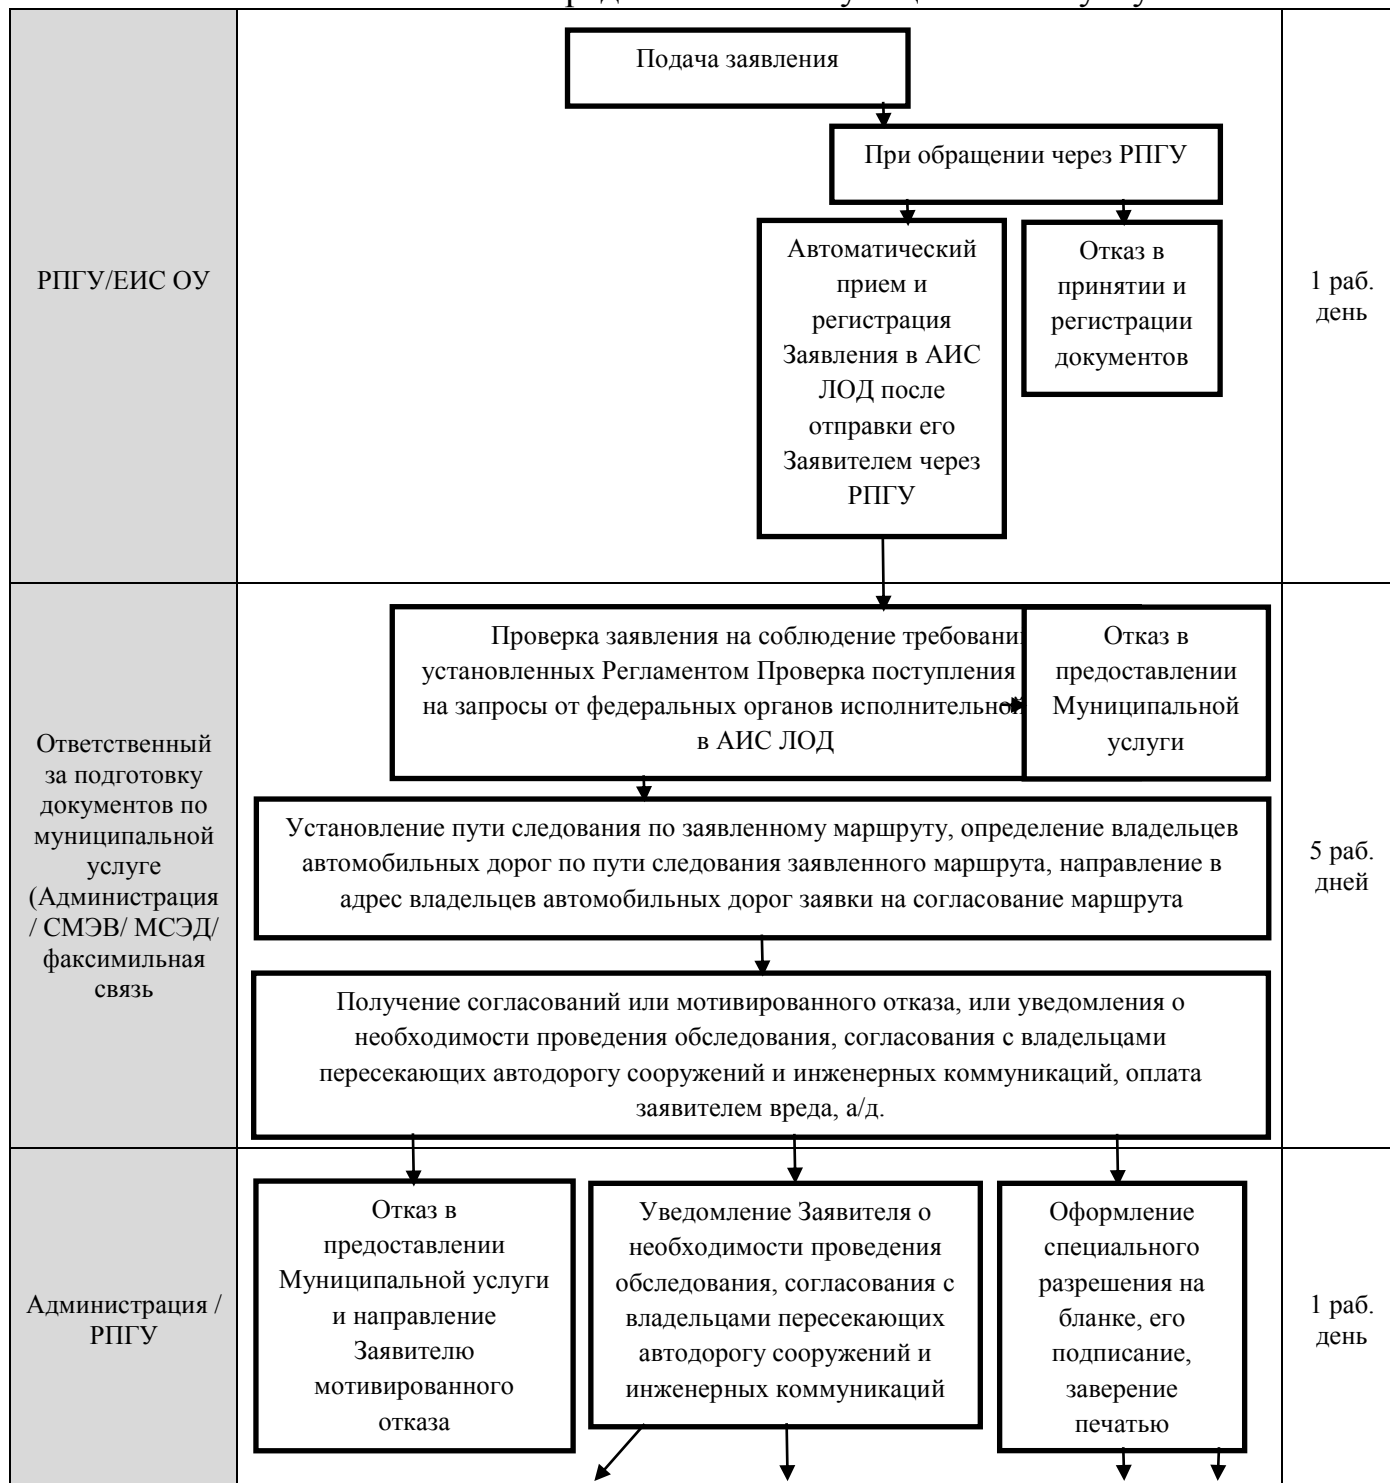 Подача заявления
При обращении через РПГУ
РПГУ/ЕИС ОУ
Автоматический
прием и
регистрация
Заявления в АИС
ЛОД после
отправки его
Заявителем через
РПГУ
Отказ в
принятии и
регистрации
документов
1 раб.
день
Ответственный
за подготовку
документов по
муниципальной
услуге
(Администрация
/ СМЭВ/ МСЭД/
факсимильная
связь
Проверка заявления на соблюдение
установленных Регламентом Проверка поступления
на запросы от федеральных органов
в АИС ЛОД
Отказ в
предоставлении
Муниципальной
услуги
Установление пути следования по заявленному маршруту, определение владельцев
автомобильных дорог по пути следования заявленного маршрута, направление в
адрес владельцев автомобильных дорог заявки на согласование маршрута
Получение согласований или мотивированного отказа, или уведомления о
необходимости проведения обследования, согласования с владельцами
пересекающих автодорогу сооружений и инженерных коммуникаций, оплата
заявителем вреда, а/д.
5 раб.
дней
Администрация /
РПГУ
Отказ в
предоставлении
Муниципальной услуги
и направление
Заявителю
мотивированного
отказа
Уведомление Заявителя о
необходимости проведения
обследования, согласования с
владельцами пересекающих
автодорогу сооружений и
инженерных коммуникаций
Оформление
специального
разрешения на
бланке, его
подписание,
заверение
печатью
1 раб.
день